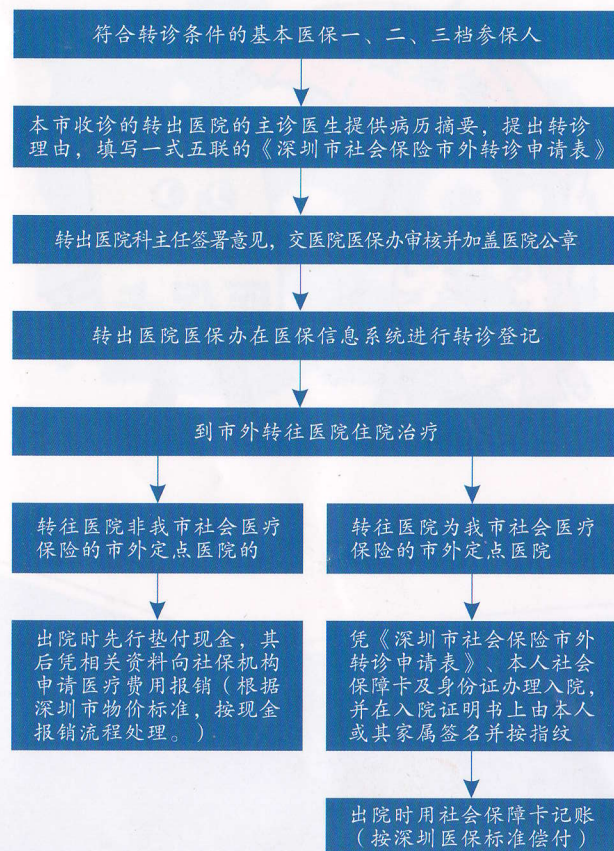 符合转诊条件的基本医保一、二、三档参保人
本市收诊的转出医院的主诊医生提供病历摘要，提出转诊
理由，填写一式五联的《深圳市社会保险市外转诊申请表》
转出医院科主任签署意见，交医院医保办审核并加盖医院公章
转出医院医保办在医保信息系统进行转诊登记
到市外转往医院住院治疗
转往医院非我市社会医疗
保险的市外定点医院的
出院时先行垫付现金，其
后凭相关资料向社保机构
申请医疗费用报销（根据
深圳市物价标准，按现金
报销流程处理。）
转往医院为我市社会医疗
保险的市外定点医院
凭《深圳市社会保险市外
转诊申请表》、本人社会
保障卡及身份证办理入院，
并在入院证明书上由本人
或其家属签名并按指纹
出院时用社会保障卡记账
（按深圳医保标准偿付）